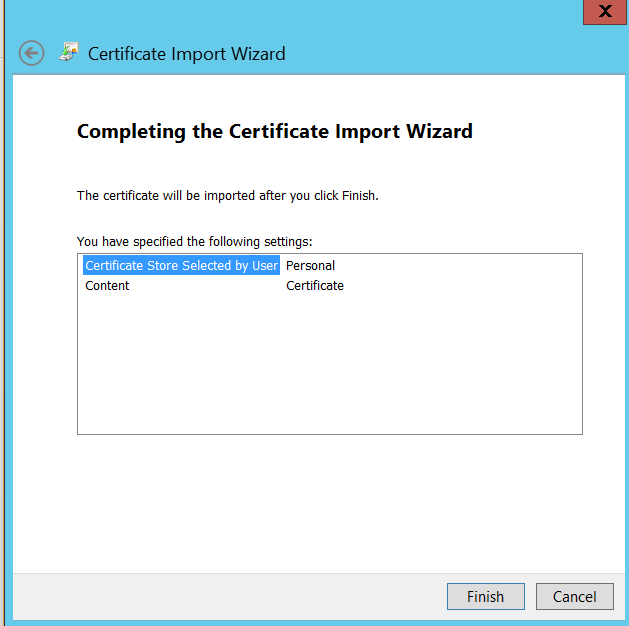 Certificate Import Wizard
Completing the Certificate Import Wizard
The certificate will be imported after you click Finish.
You have specified the following settings:
Certificate Store Selected by User Personal
Content Certificate
Finish Cancel